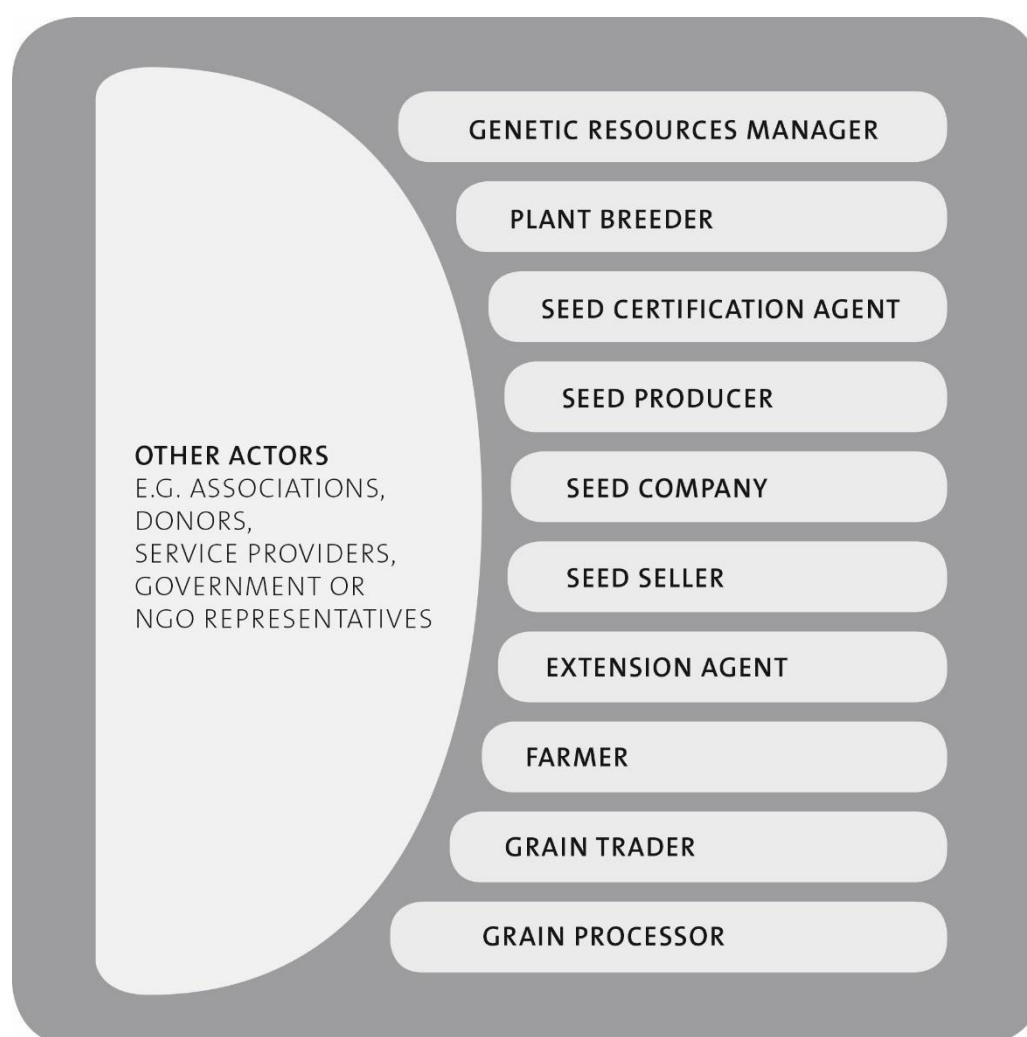 GENETIC RESOURCES MANAGER
PLANT BREEDER
SEED CERTIFICATION AGENT
SEED PRODUCER
OTHER ACTORS
E.G. ASSOCIATIONS,
DONORS,
SERVICE PROVIDERS,
GOVERNMENT OR
NGO REPRESENTATIVES
SEED COMPANY
SEED SELLER
EXTENSION AGENT
FARMER
GRAIN TRADER
GRAIN PROCESSOR